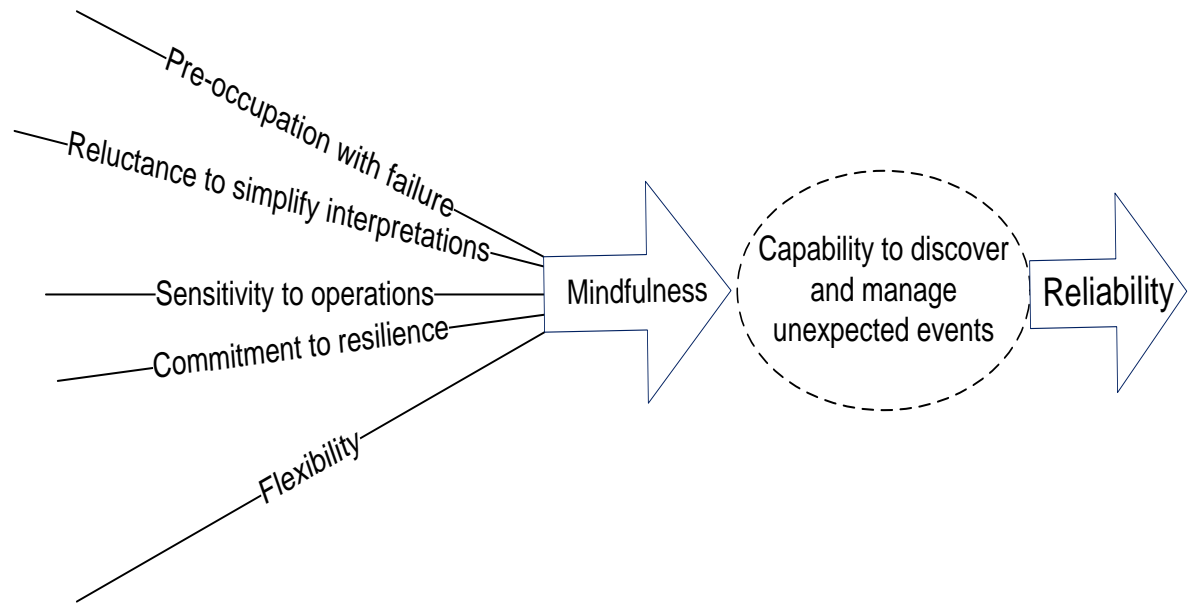 Pre-occupation with failure
Reluctance to simplify interpretations
Sensitivity to operations
Commitment to resilience
Flexibility
Mindfulness
Capability to discover
and manage
unexpected events
Reliability